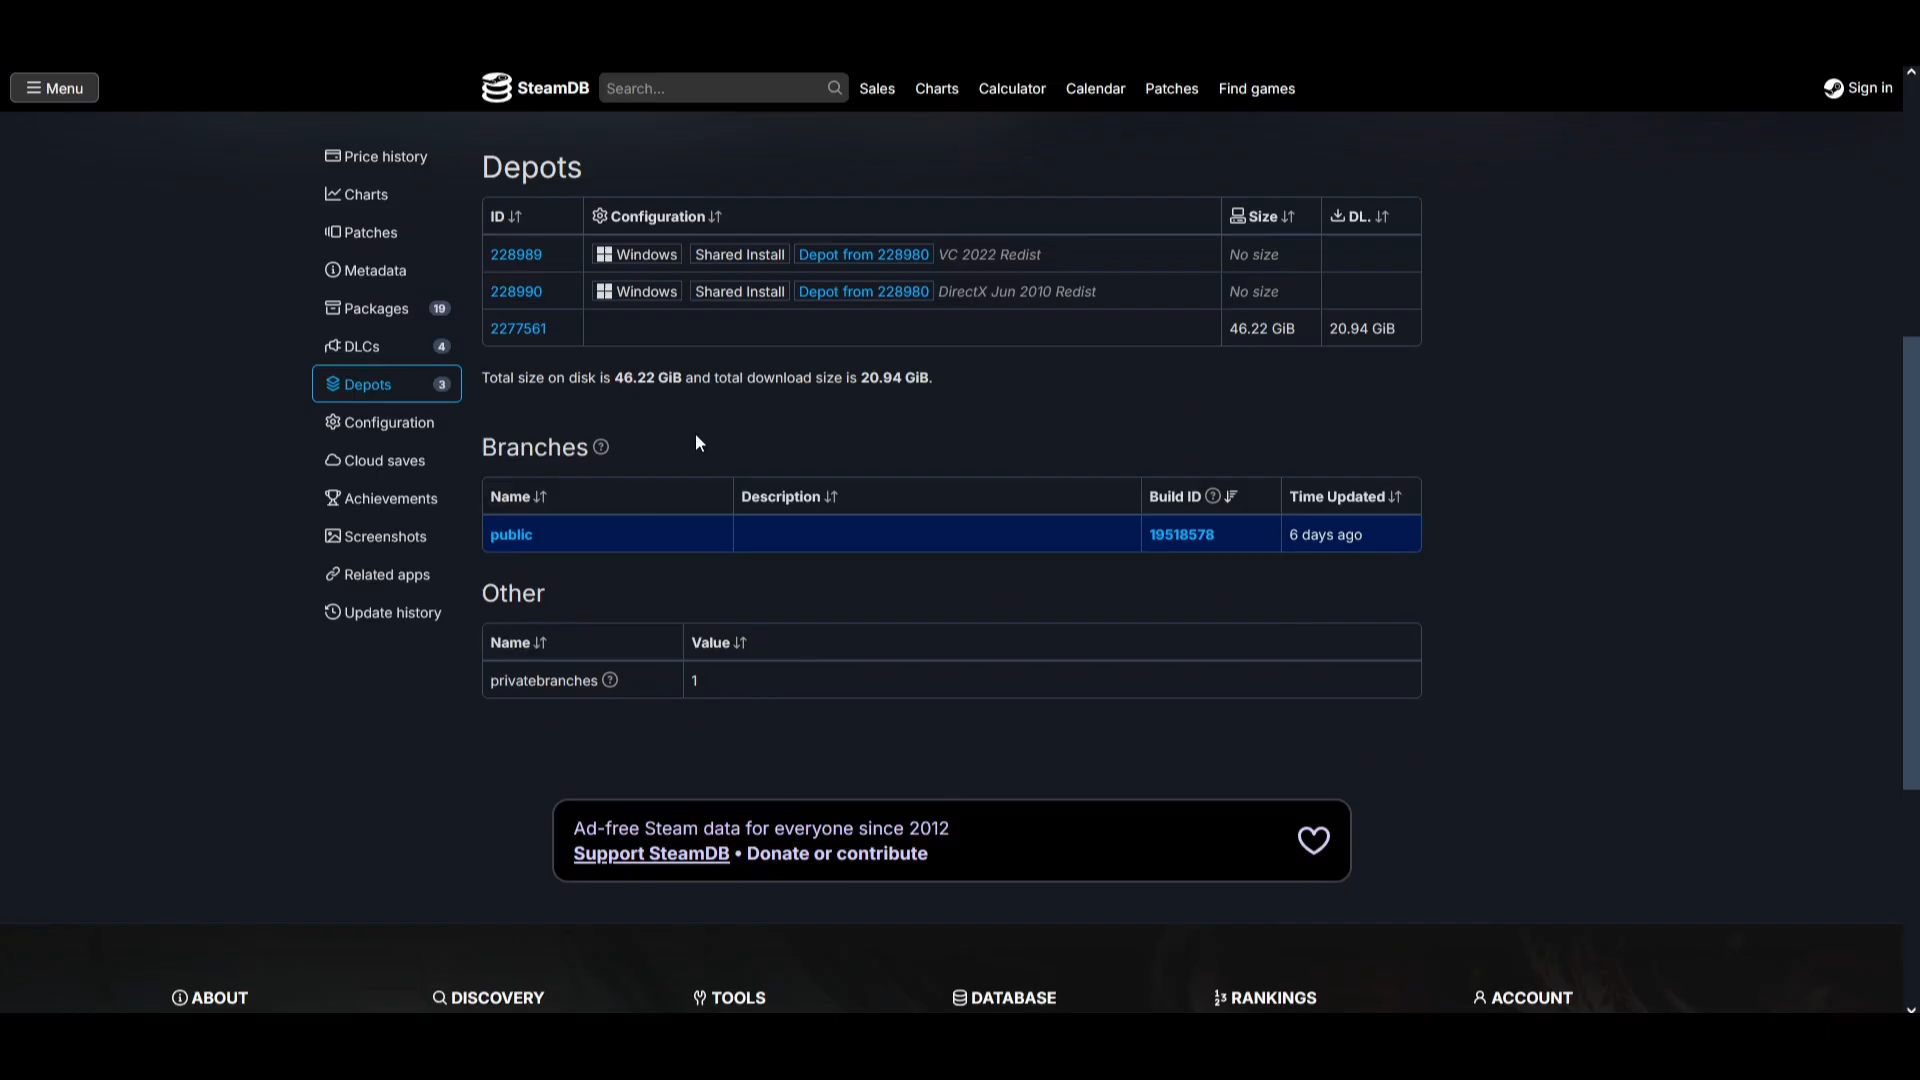 Menu
SteamDB Search... Sales Charts Calculator Calendar Patches Find games Sign in
Price history
Charts
Patches
Metadata
Packages 19
DLCs 4
Depots 3
Configuration
Cloud saves
Achievements
Screenshots
Related apps
Update history
Depots
ID Configuration Size DL.
228989 Windows Shared Install Depot from 228980 VC 2022 Redist No size
228990 Windows Shared Install Depot from 228980 DirectX Jun 2010 Redist No size
2277561 46.22 GiB 20.94 GiB
Total size on disk is 46.22 GiB and total download size is 20.94 GiB.
Branches
Name Description Build ID Time Updated
public 19518578 6 days ago
Other
Name Value
privatebranches 1
Ad-free Steam data for everyone since 2012
Support SteamDB • Donate or contribute
ABOUT DISCOVERY TOOLS DATABASE RANKINGS ACCOUNT